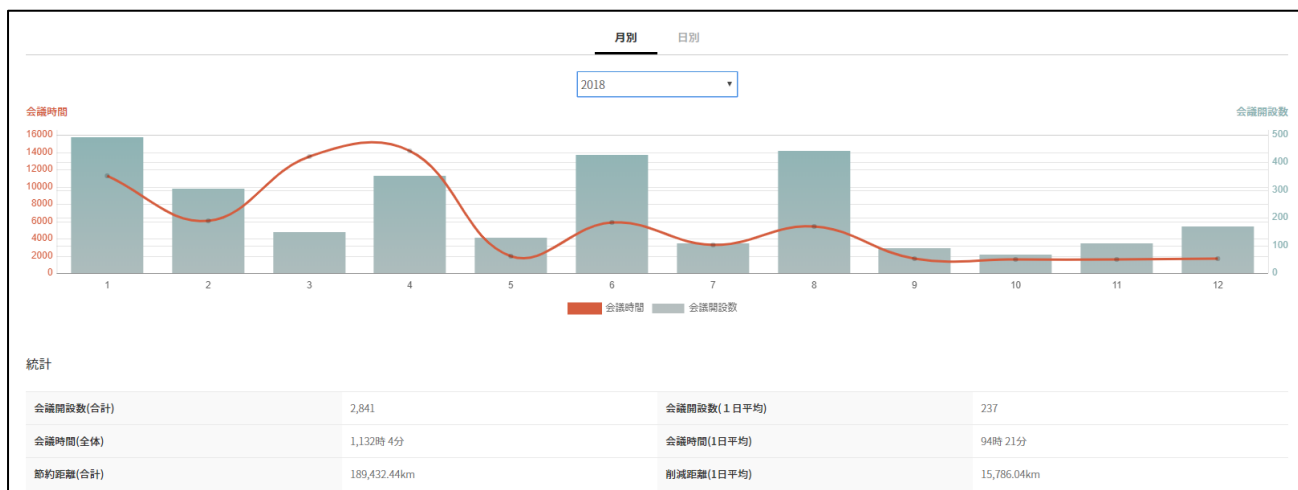 月別 日別
2018
会議時間 会議開設数
16000 500
14000
12000 400
10000 300
8000
6000 200
4000 100
2000
0 0
1 2 3 4 5 6 7 8 9 10 11 12
会議時間 会議開設数
統計
会議開設数(合計) 2,841 会議開設数(１日平均) 237
会議時間(全体) 1,132時 4分 会議時間(1日平均) 94時 21分
節約距離(合計) 189,432.44km 削減距離(1日平均) 15,786.04km